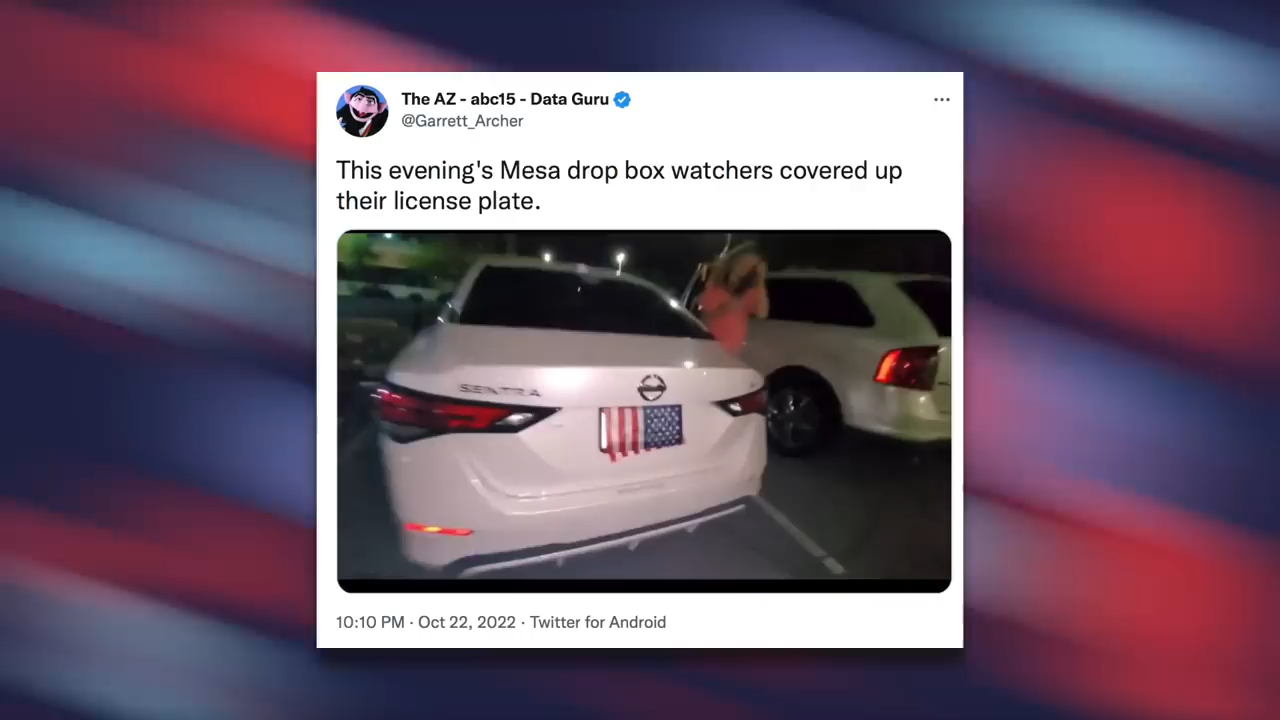 The AZ - abc15 - Data Guru
@Garrett_Archer
This evening's Mesa drop box watchers covered up
their license plate.
SENTRA
10:10 PM · Oct 22, 2022 · Twitter for Android